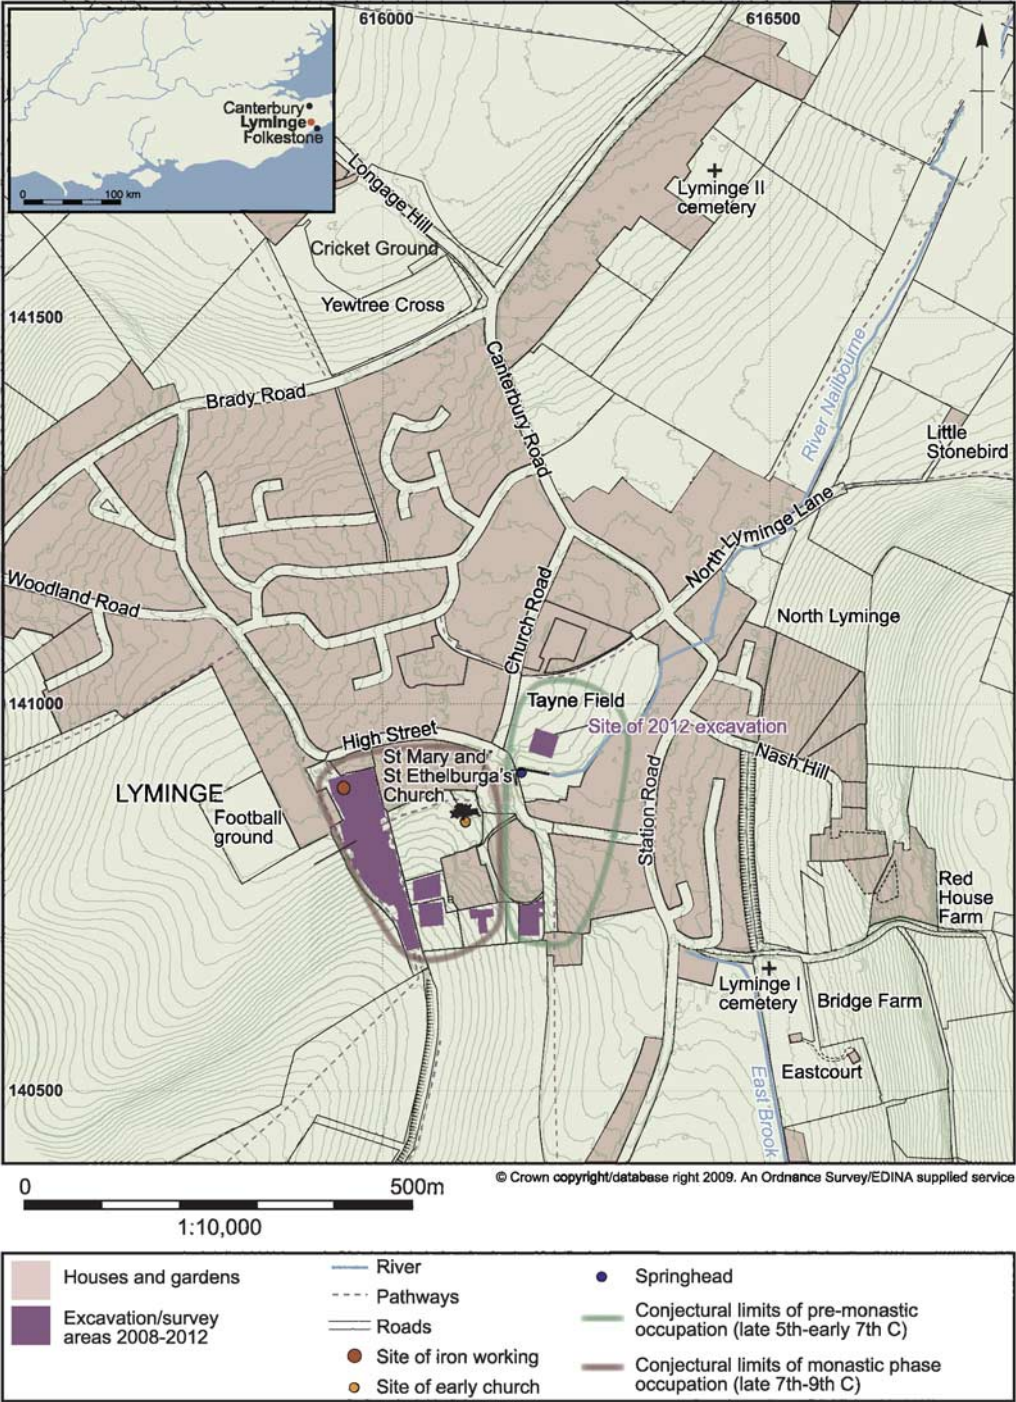 616000
616500
Canterbury
Lyminge
Folkestone
0
100 km
Longage Hill
Lyminge II
cemetery
Cricket Ground
Yewtree Cross
141500
Canterbury Road
River Nailbourne
Brady Road
Little
Stonebird
North Lyminge Lane
Woodland Road
Church Road
North Lyminge
141000
Tayne Field
Site of 2012 excavation
High Street
St Mary and
St Ethelburga's
Church
Nash Hill
LYMINGE
Football
ground
Station Road
Red
House
Farm
Lyminge I
cemetery
Bridge Farm
Eastcourt
140500
East Brook
© Crown copyright/database right 2009. An Ordnance Survey/EDINA supplied service
0
500m
1:10,000
Houses and gardens
Excavation/survey
areas 2008-2012
River
Pathways
Roads
Site of iron working
Site of early church
Springhead
Conjectural limits of pre-monastic
occupation (late 5th-early 7th C)
Conjectural limits of monastic phase
occupation (late 7th-9th C)